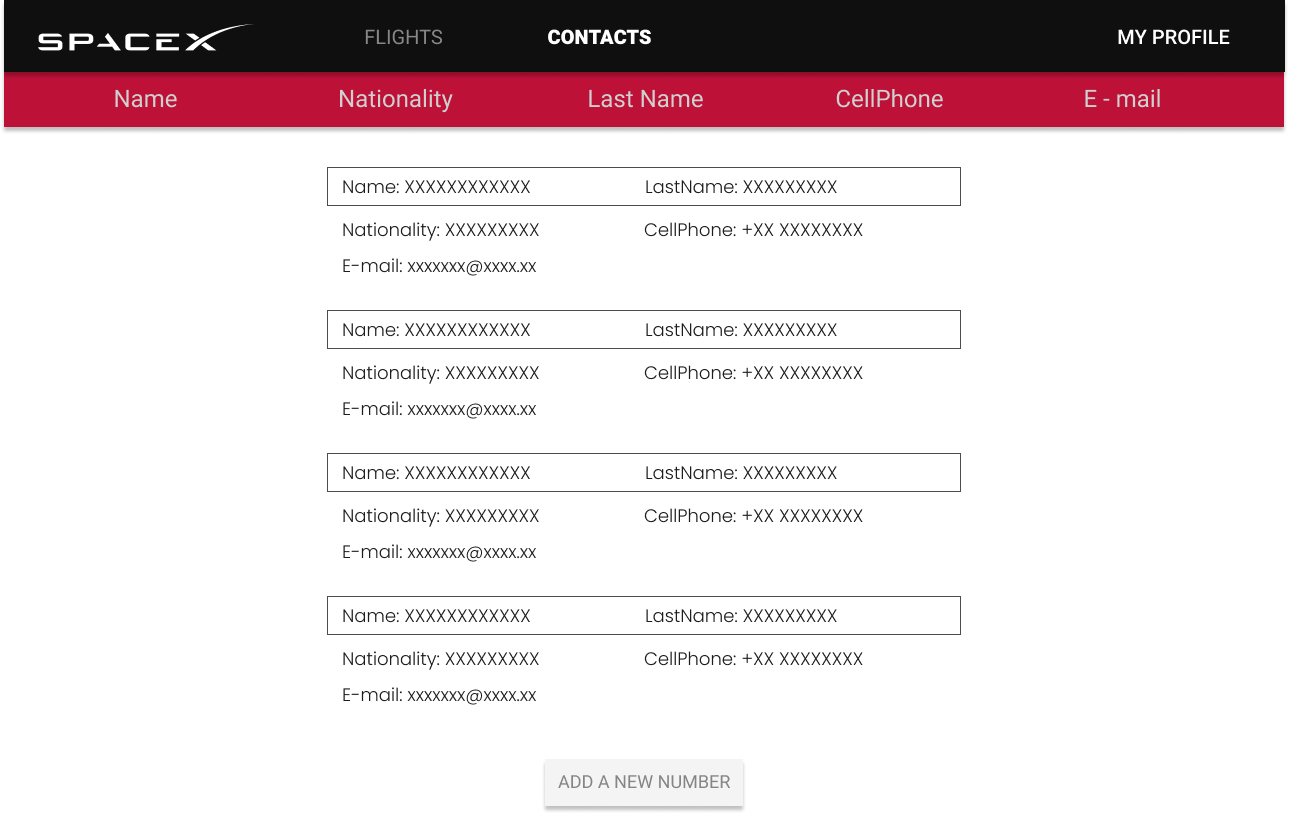 SPACEX FLIGHTS CONTACTS MY PROFILE
Name Nationality Last Name CellPhone E - mail
Name: XXXXXXXXXXXX LastName: XXXXXXXXX
Nationality: XXXXXXXXX CellPhone: +XX XXXXXXXX
E-mail: xxxxxxx@xxxx.xx
Name: XXXXXXXXXXXX LastName: XXXXXXXXX
Nationality: XXXXXXXXX CellPhone: +XX XXXXXXXX
E-mail: xxxxxxx@xxxx.xx
Name: XXXXXXXXXXXX LastName: XXXXXXXXX
Nationality: XXXXXXXXX CellPhone: +XX XXXXXXXX
E-mail: xxxxxxx@xxxx.xx
Name: XXXXXXXXXXXX LastName: XXXXXXXXX
Nationality: XXXXXXXXX CellPhone: +XX XXXXXXXX
E-mail: xxxxxxx@xxxx.xx
ADD A NEW NUMBER